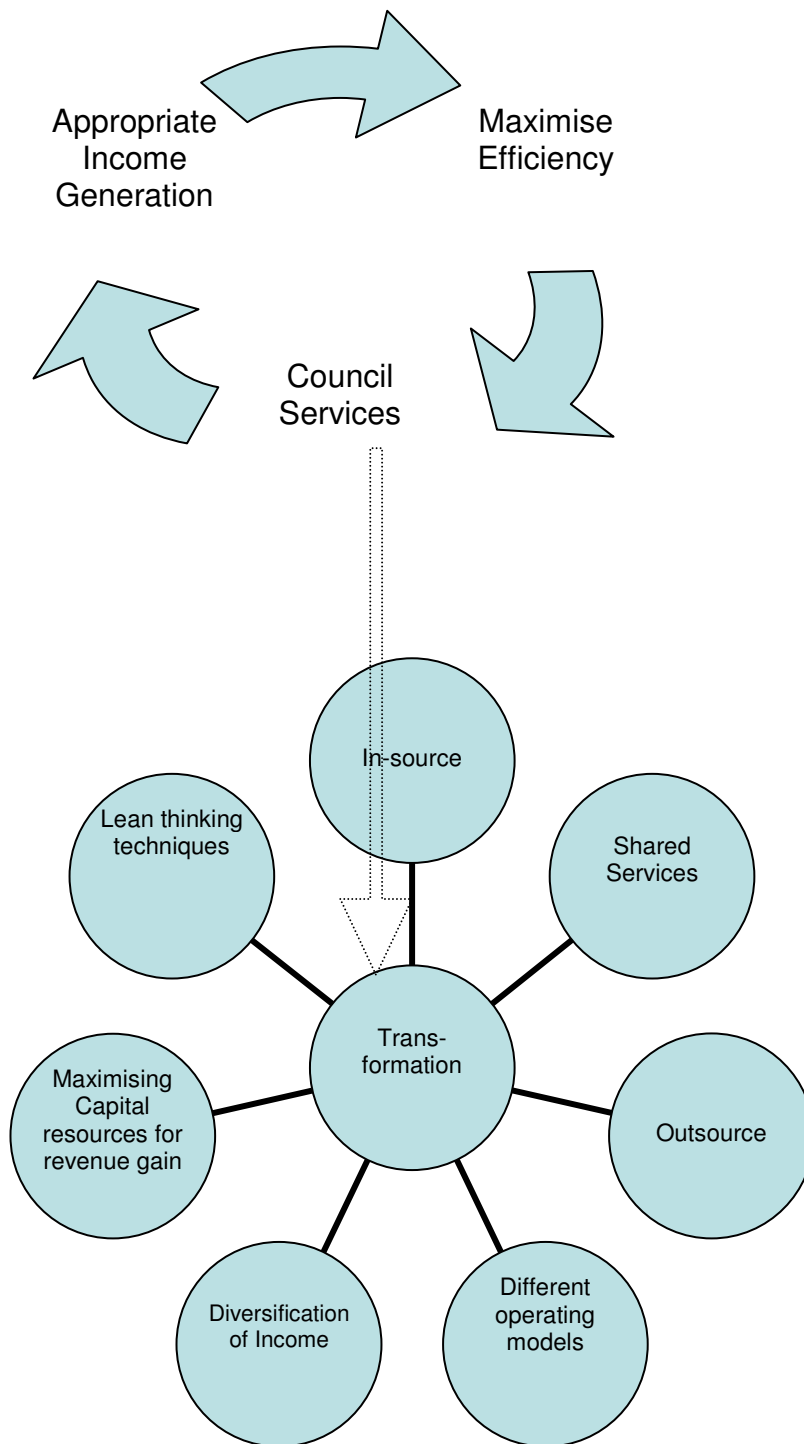 Appropriate
Income
Generation
Maximise
Efficiency
Council
Services
In-source
Lean thinking
techniques
Shared
Services
Trans-
formation
Maximising
Capital
resources for
revenue gain
Outsource
Diversification
of Income
Different
operating
models